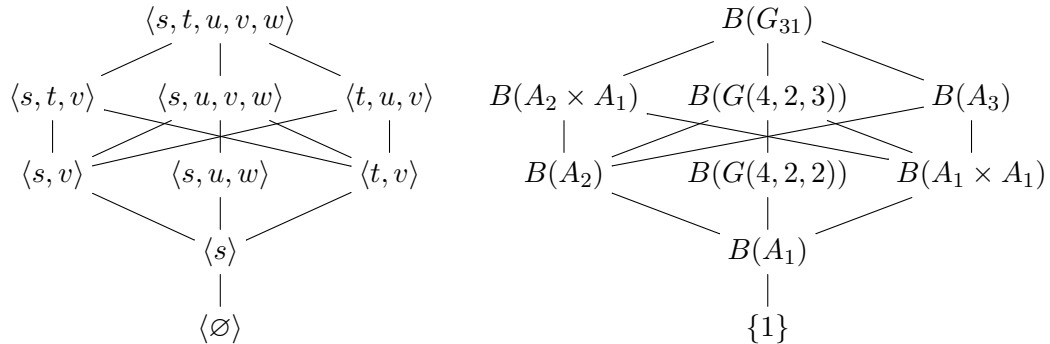 ⟨s, t, u, v, w⟩ B(G₃₁)
⟨s, t, v⟩ ⟨s, u, v, w⟩ ⟨t, u, v⟩ B(A₂ × A₁) B(G(4, 2, 3)) B(A₃)
⟨s, v⟩ ⟨s, u, w⟩ ⟨t, v⟩ B(A₂) B(G(4, 2, 2)) B(A₁ × A₁)
⟨s⟩ B(A₁)
⟨∅⟩ {1}